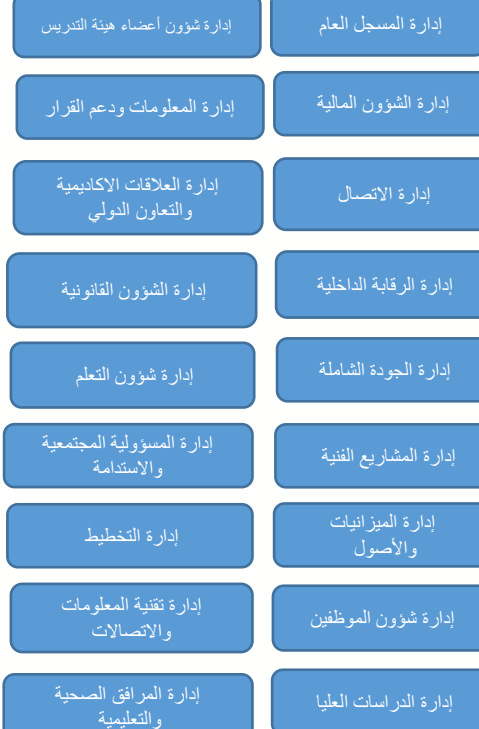 إدارة المسجل العام
إدارة شؤون أعضاء هيئة التدريس
إدارة الشؤون المالية
إدارة المعلومات ودعم القرار
إدارة الاتصال
إدارة العلاقات الاكاديمية
والتعاون الدولي
إدارة الرقابة الداخلية
إدارة الشؤون القانونية
إدارة الجودة الشاملة
إدارة شؤون التعلم
إدارة المشاريع الفنية
إدارة المسؤولية المجتمعية
والاستدامة
إدارة الميزانيات
والأصول
إدارة التخطيط
إدارة شؤون الموظفين
إدارة تقنية المعلومات
والاتصالات
إدارة الدراسات العليا
إدارة المرافق الصحية
والتعليمية